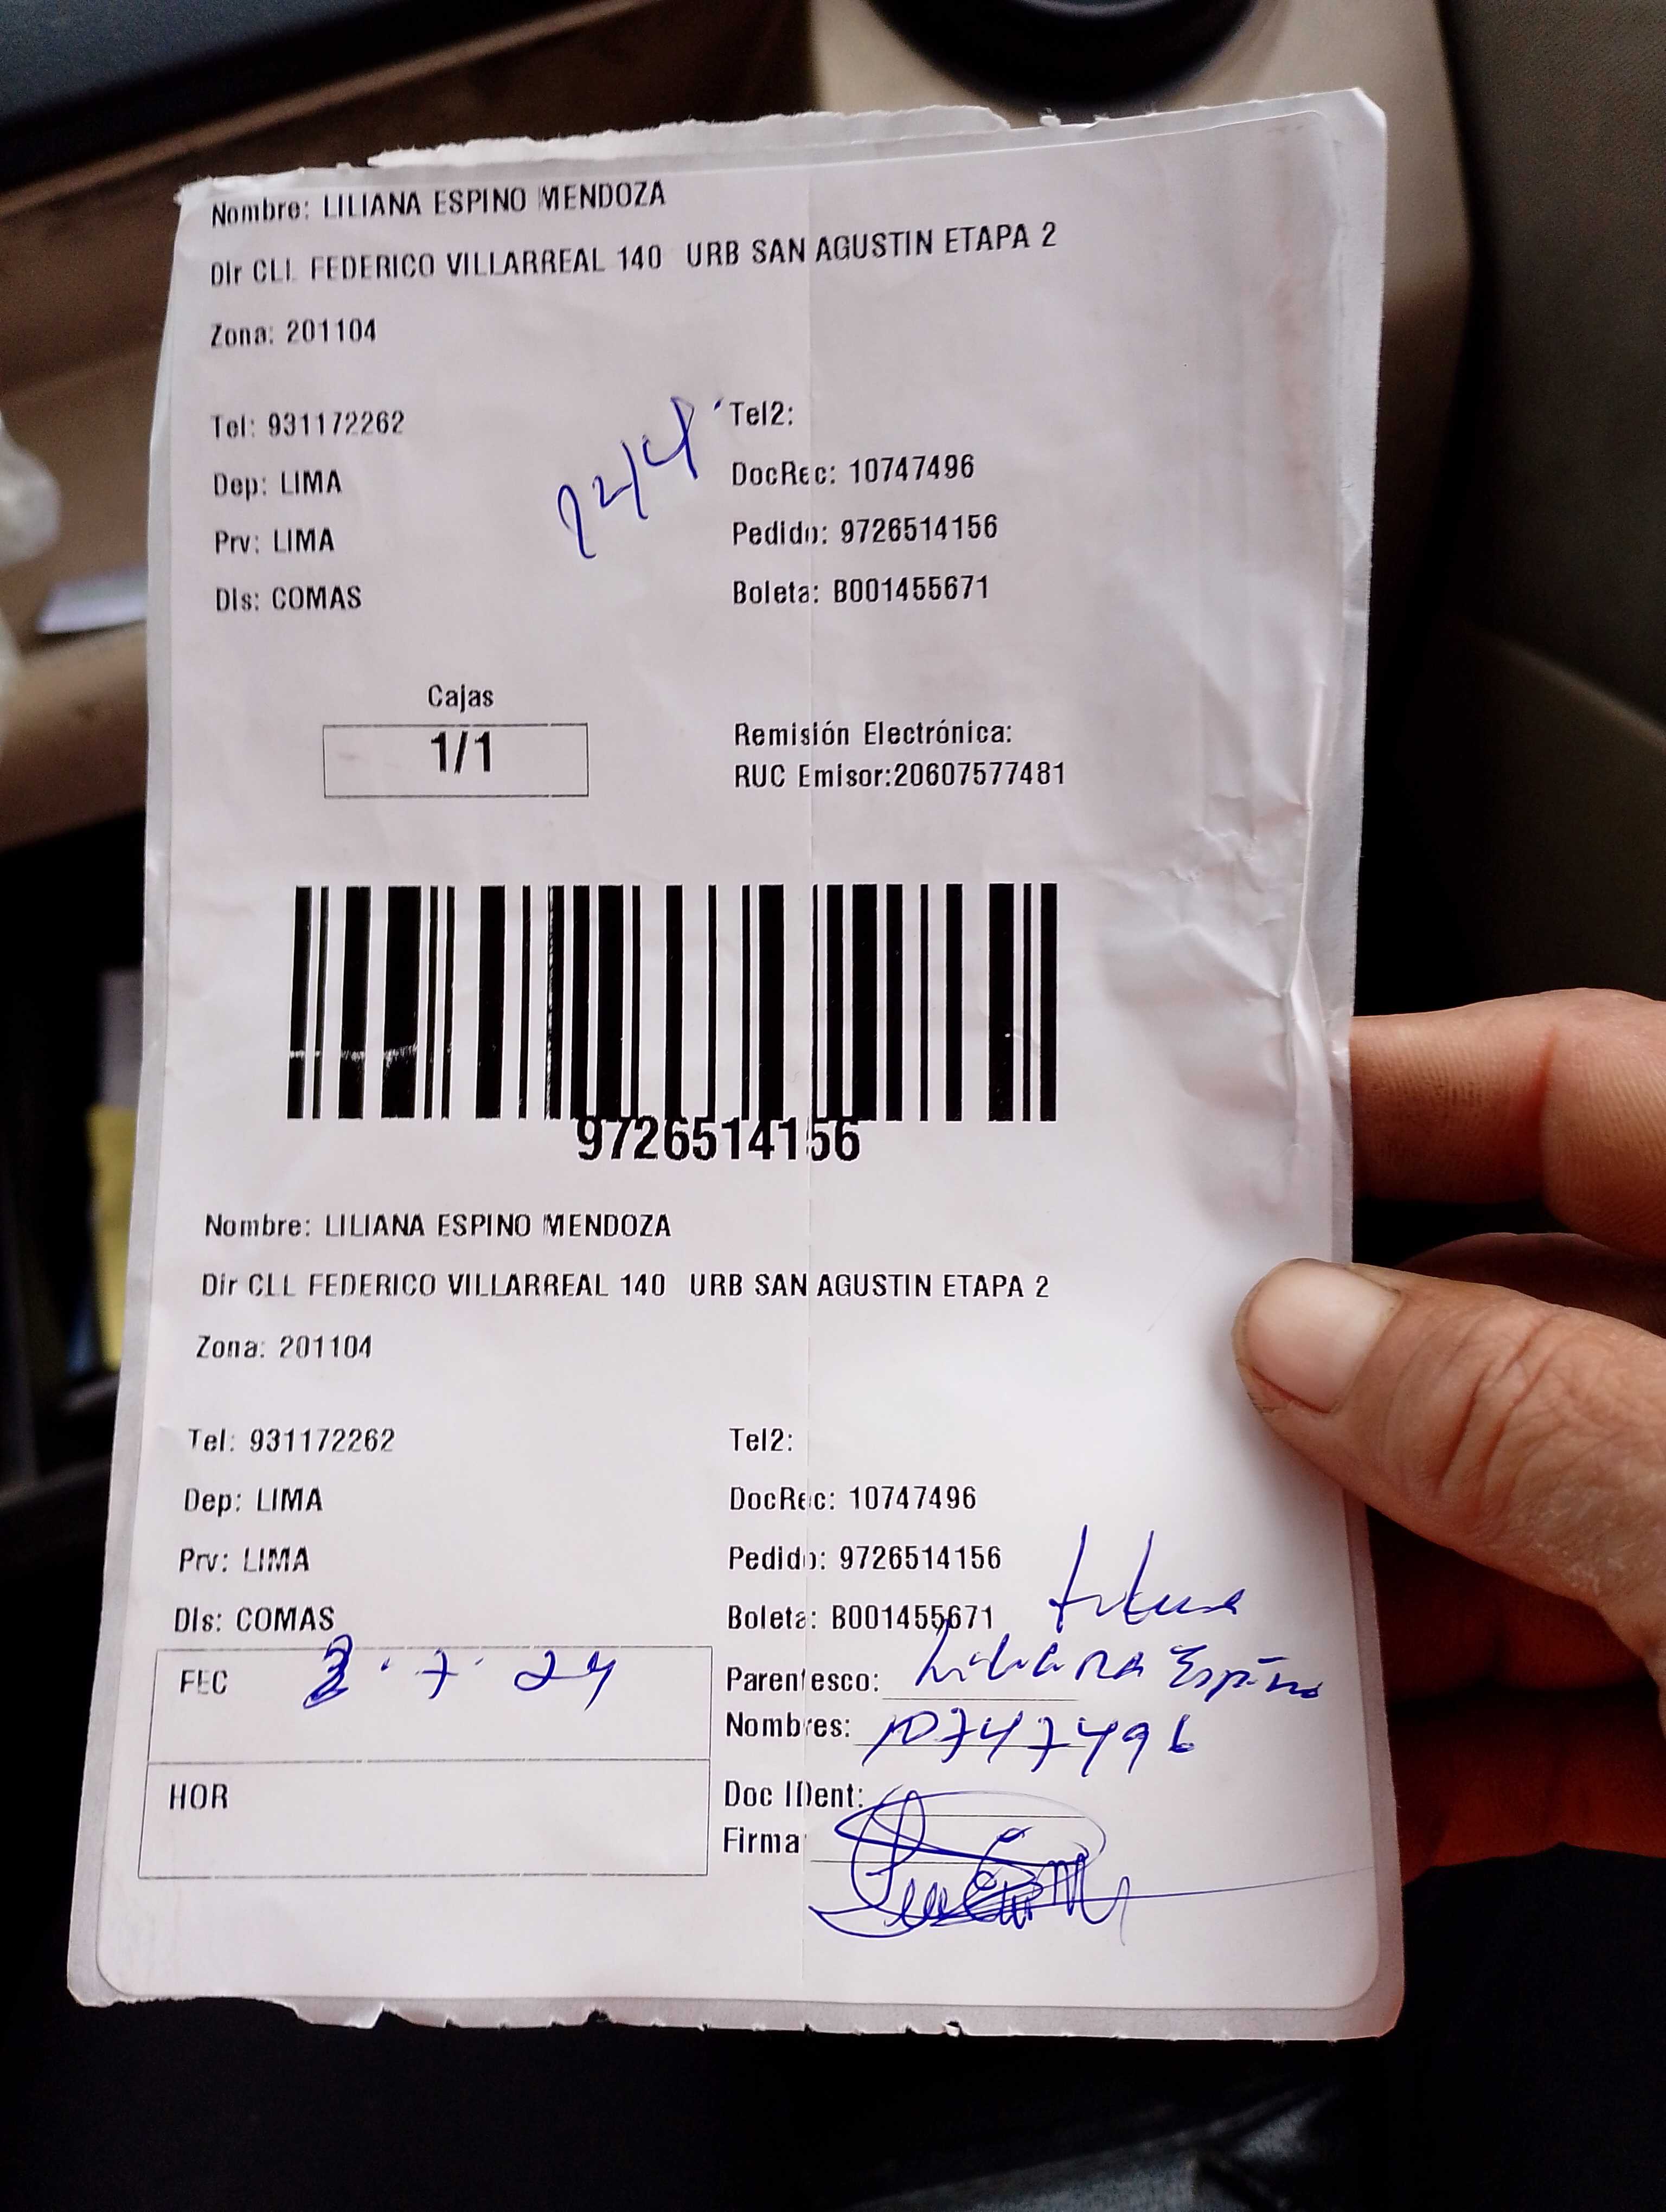 Nombre: LILIANA ESPINO MENDOZA
Dir CLL FEDERICO VILLARREAL 140 URB SAN AGUSTIN ETAPA 2
Zona: 201104
Tel: 931172262 Tel2:
Dep: LIMA DocRec: 10747496
Prv: LIMA Pedido: 9726514156
Dis: COMAS Boleta: B001455671
Cajas
1/1
Remisión Electrónica:
RUC Emisor:20607577481
9726514156
Nombre: LILIANA ESPINO MENDOZA
Dir CLL FEDERICO VILLARREAL 140 URB SAN AGUSTIN ETAPA 2
Zona: 201104
Tel: 931172262 Tel2:
Dep: LIMA DocRec: 10747496
Prv: LIMA Pedido: 9726514156
Dis: COMAS Boleta: B001455671
FEC
Parentesco: Liliana Espino
Nombres: 10747496
HOR
Doc IDent:
Firma